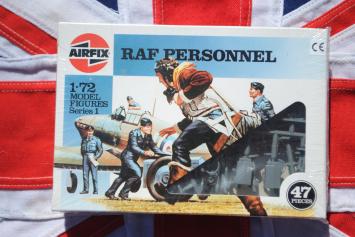 AIRFIX
RAF PERSONNEL
CE
1-72
MODEL
FIGURES
Series 1
47
PIECES